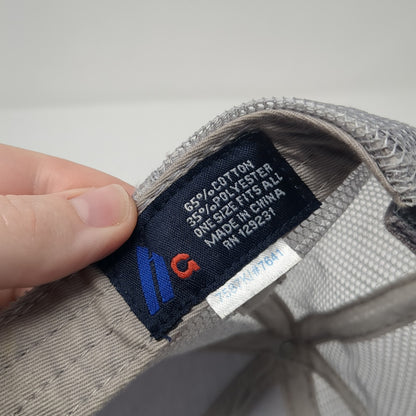 65% COTTON
35% POLYESTER
ONE SIZE FITS ALL
MADE IN CHINA
RN 129231
G